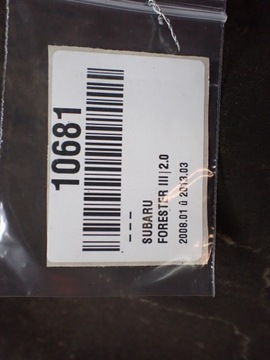 10681
- - -
SUBARU
FORESTER III|2.0
2008.01 ú 2013.03